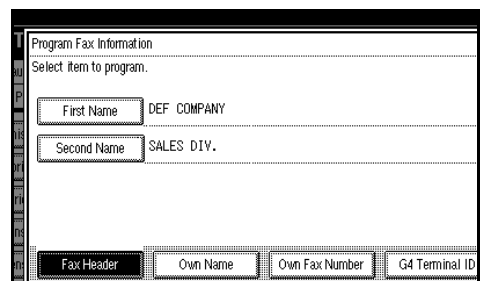 Program Fax Information
Select item to program.
First Name DEF COMPANY
Second Name SALES DIV.
Fax Header Own Name Own Fax Number G4 Terminal ID